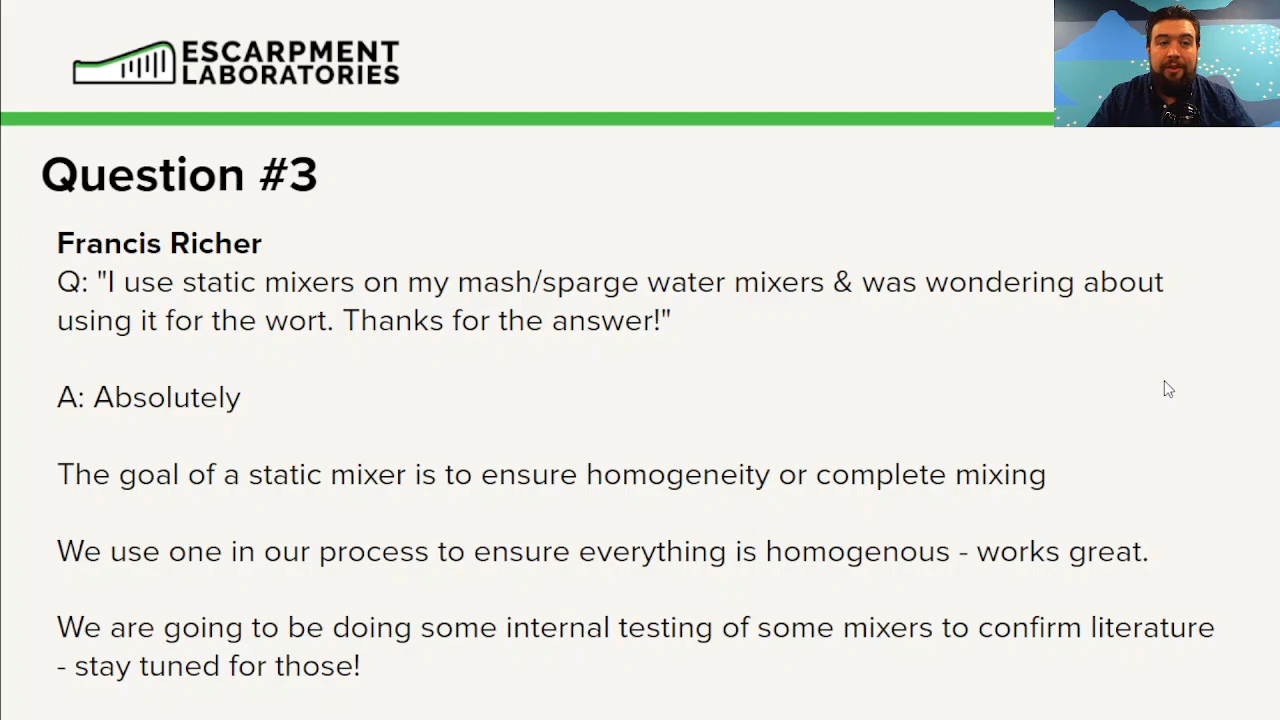 ESCARPMENT
LABORATORIES
Question #3
Francis Richer
Q: "I use static mixers on my mash/sparge water mixers & was wondering about
using it for the wort. Thanks for the answer!"
A: Absolutely
The goal of a static mixer is to ensure homogeneity or complete mixing
We use one in our process to ensure everything is homogenous - works great.
We are going to be doing some internal testing of some mixers to confirm literature
- stay tuned for those!